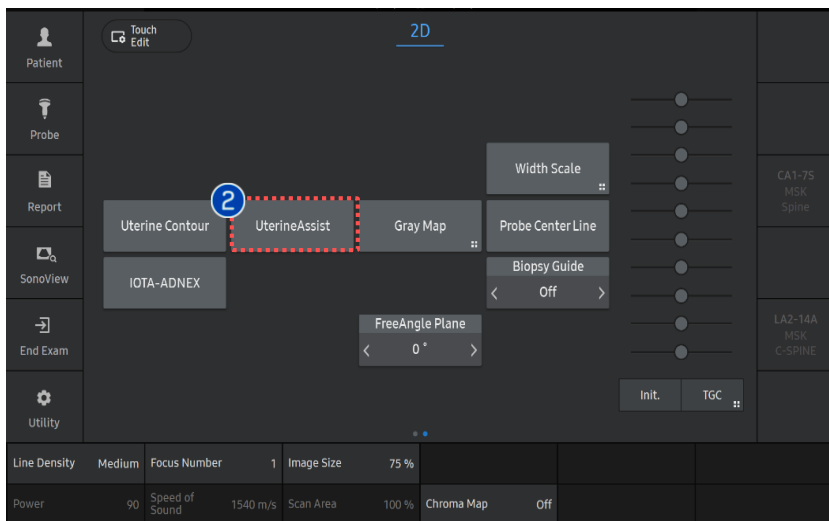 Touch
Edit
2D
Patient
Probe
Report
SonoView
End Exam
Utility
2
Width Scale
Uterine Contour
UterineAssist
Gray Map
Probe Center Line
IOTA-ADNEX
Biopsy Guide
< Off >
FreeAngle Plane
< 0 ° >
CA1-7S
MSK
Spine
LA2-14A
MSK
C-SPINE
Init.
TGC
Line Density Medium
Focus Number 1
Image Size 75 %
Power 90
Speed of
Sound 1540 m/s
Scan Area 100 %
Chroma Map Off